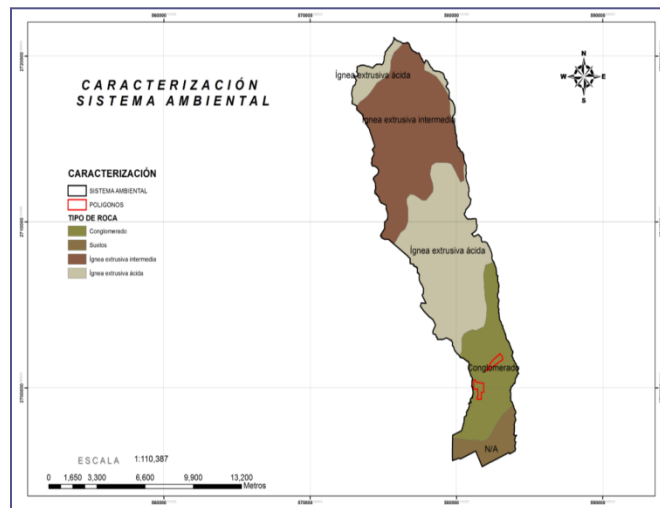 CARACTERIZACIÓN
SISTEMA AMBIENTAL
N
W E
S
Ígnea extrusiva ácida
Ígnea extrusiva intermedia
CARACTERIZACIÓN
SISTEMA AMBIENTAL
POLIGONOS
TIPO DE ROCA
Conglomerado
Suelos
Ígnea extrusiva intermedia
Ígnea extrusiva ácida
Ígnea extrusiva ácida
Conglomerado
N/A
ESCALA 1:110,387
0 1,650 3,300 6,600 9,900 13,200
Metros